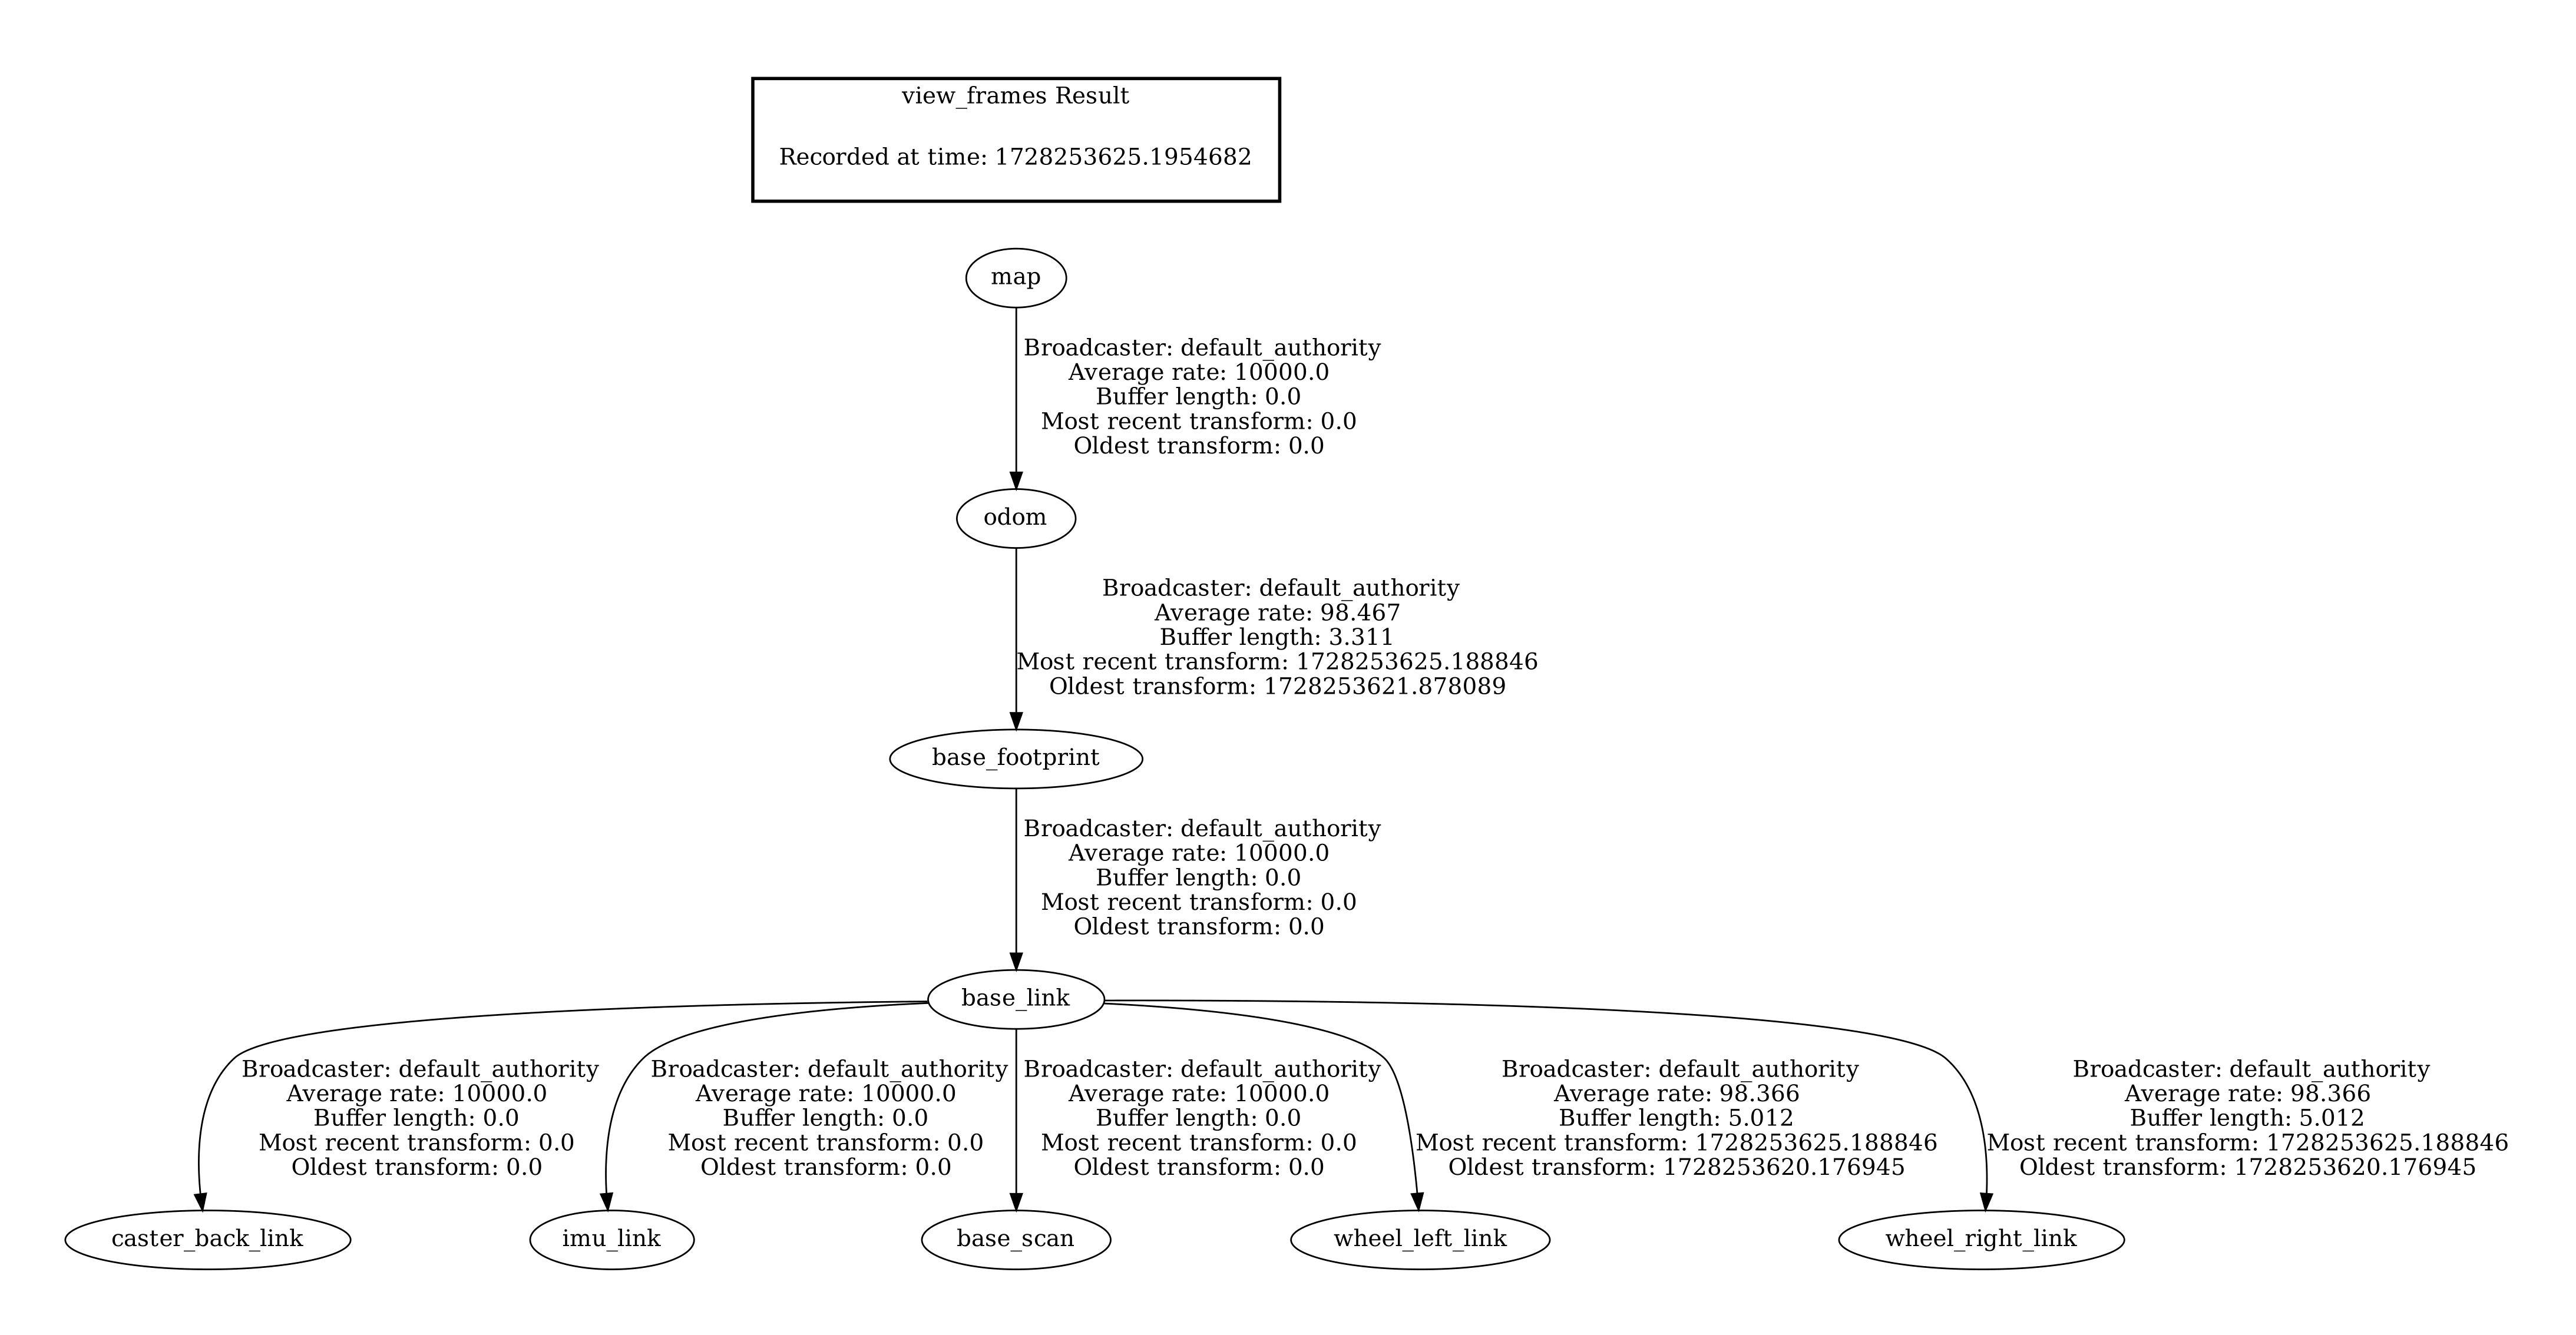 view_frames Result
Recorded at time: 1728253625.1954682
map
Broadcaster: default_authority
Average rate: 10000.0
Buffer length: 0.0
Most recent transform: 0.0
Oldest transform: 0.0
odom
Broadcaster: default_authority
Average rate: 98.467
Buffer length: 3.311
Most recent transform: 1728253625.188846
Oldest transform: 1728253621.878089
base_footprint
Broadcaster: default_authority
Average rate: 10000.0
Buffer length: 0.0
Most recent transform: 0.0
Oldest transform: 0.0
base_link
Broadcaster: default_authority
Average rate: 10000.0
Buffer length: 0.0
Most recent transform: 0.0
Oldest transform: 0.0
Broadcaster: default_authority
Average rate: 10000.0
Buffer length: 0.0
Most recent transform: 0.0
Oldest transform: 0.0
Broadcaster: default_authority
Average rate: 10000.0
Buffer length: 0.0
Most recent transform: 0.0
Oldest transform: 0.0
Broadcaster: default_authority
Average rate: 98.366
Buffer length: 5.012
Most recent transform: 1728253625.188846
Oldest transform: 1728253620.176945
Broadcaster: default_authority
Average rate: 98.366
Buffer length: 5.012
Most recent transform: 1728253625.188846
Oldest transform: 1728253620.176945
caster_back_link
imu_link
base_scan
wheel_left_link
wheel_right_link